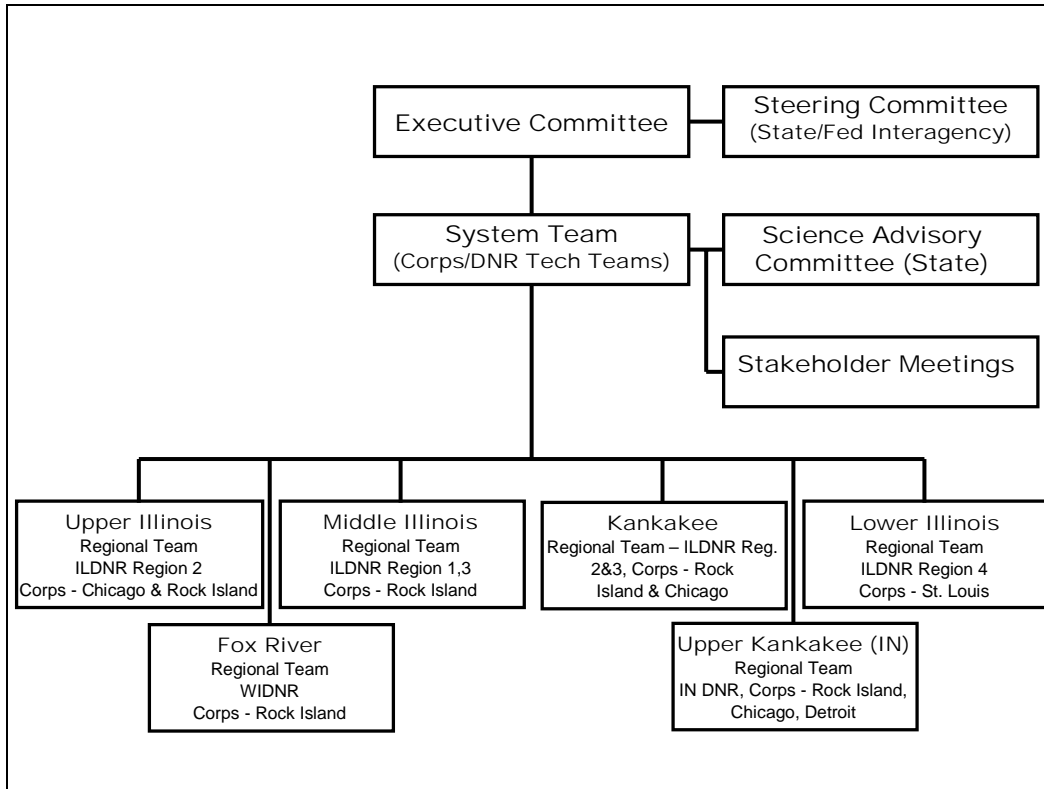 Executive Committee
Steering Committee
(State/Fed Interagency)
System Team
(Corps/DNR Tech Teams)
Science Advisory
Committee (State)
Stakeholder Meetings
Upper Illinois
Regional Team
ILDNR Region 2
Corps - Chicago & Rock Island
Middle Illinois
Regional Team
ILDNR Region 1,3
Corps - Rock Island
Kankakee
Regional Team – ILDNR Reg.
2&3, Corps - Rock
Island & Chicago
Lower Illinois
Regional Team
ILDNR Region 4
Corps - St. Louis
Fox River
Regional Team
WIDNR
Corps - Rock Island
Upper Kankakee (IN)
Regional Team
IN DNR, Corps - Rock Island,
Chicago, Detroit